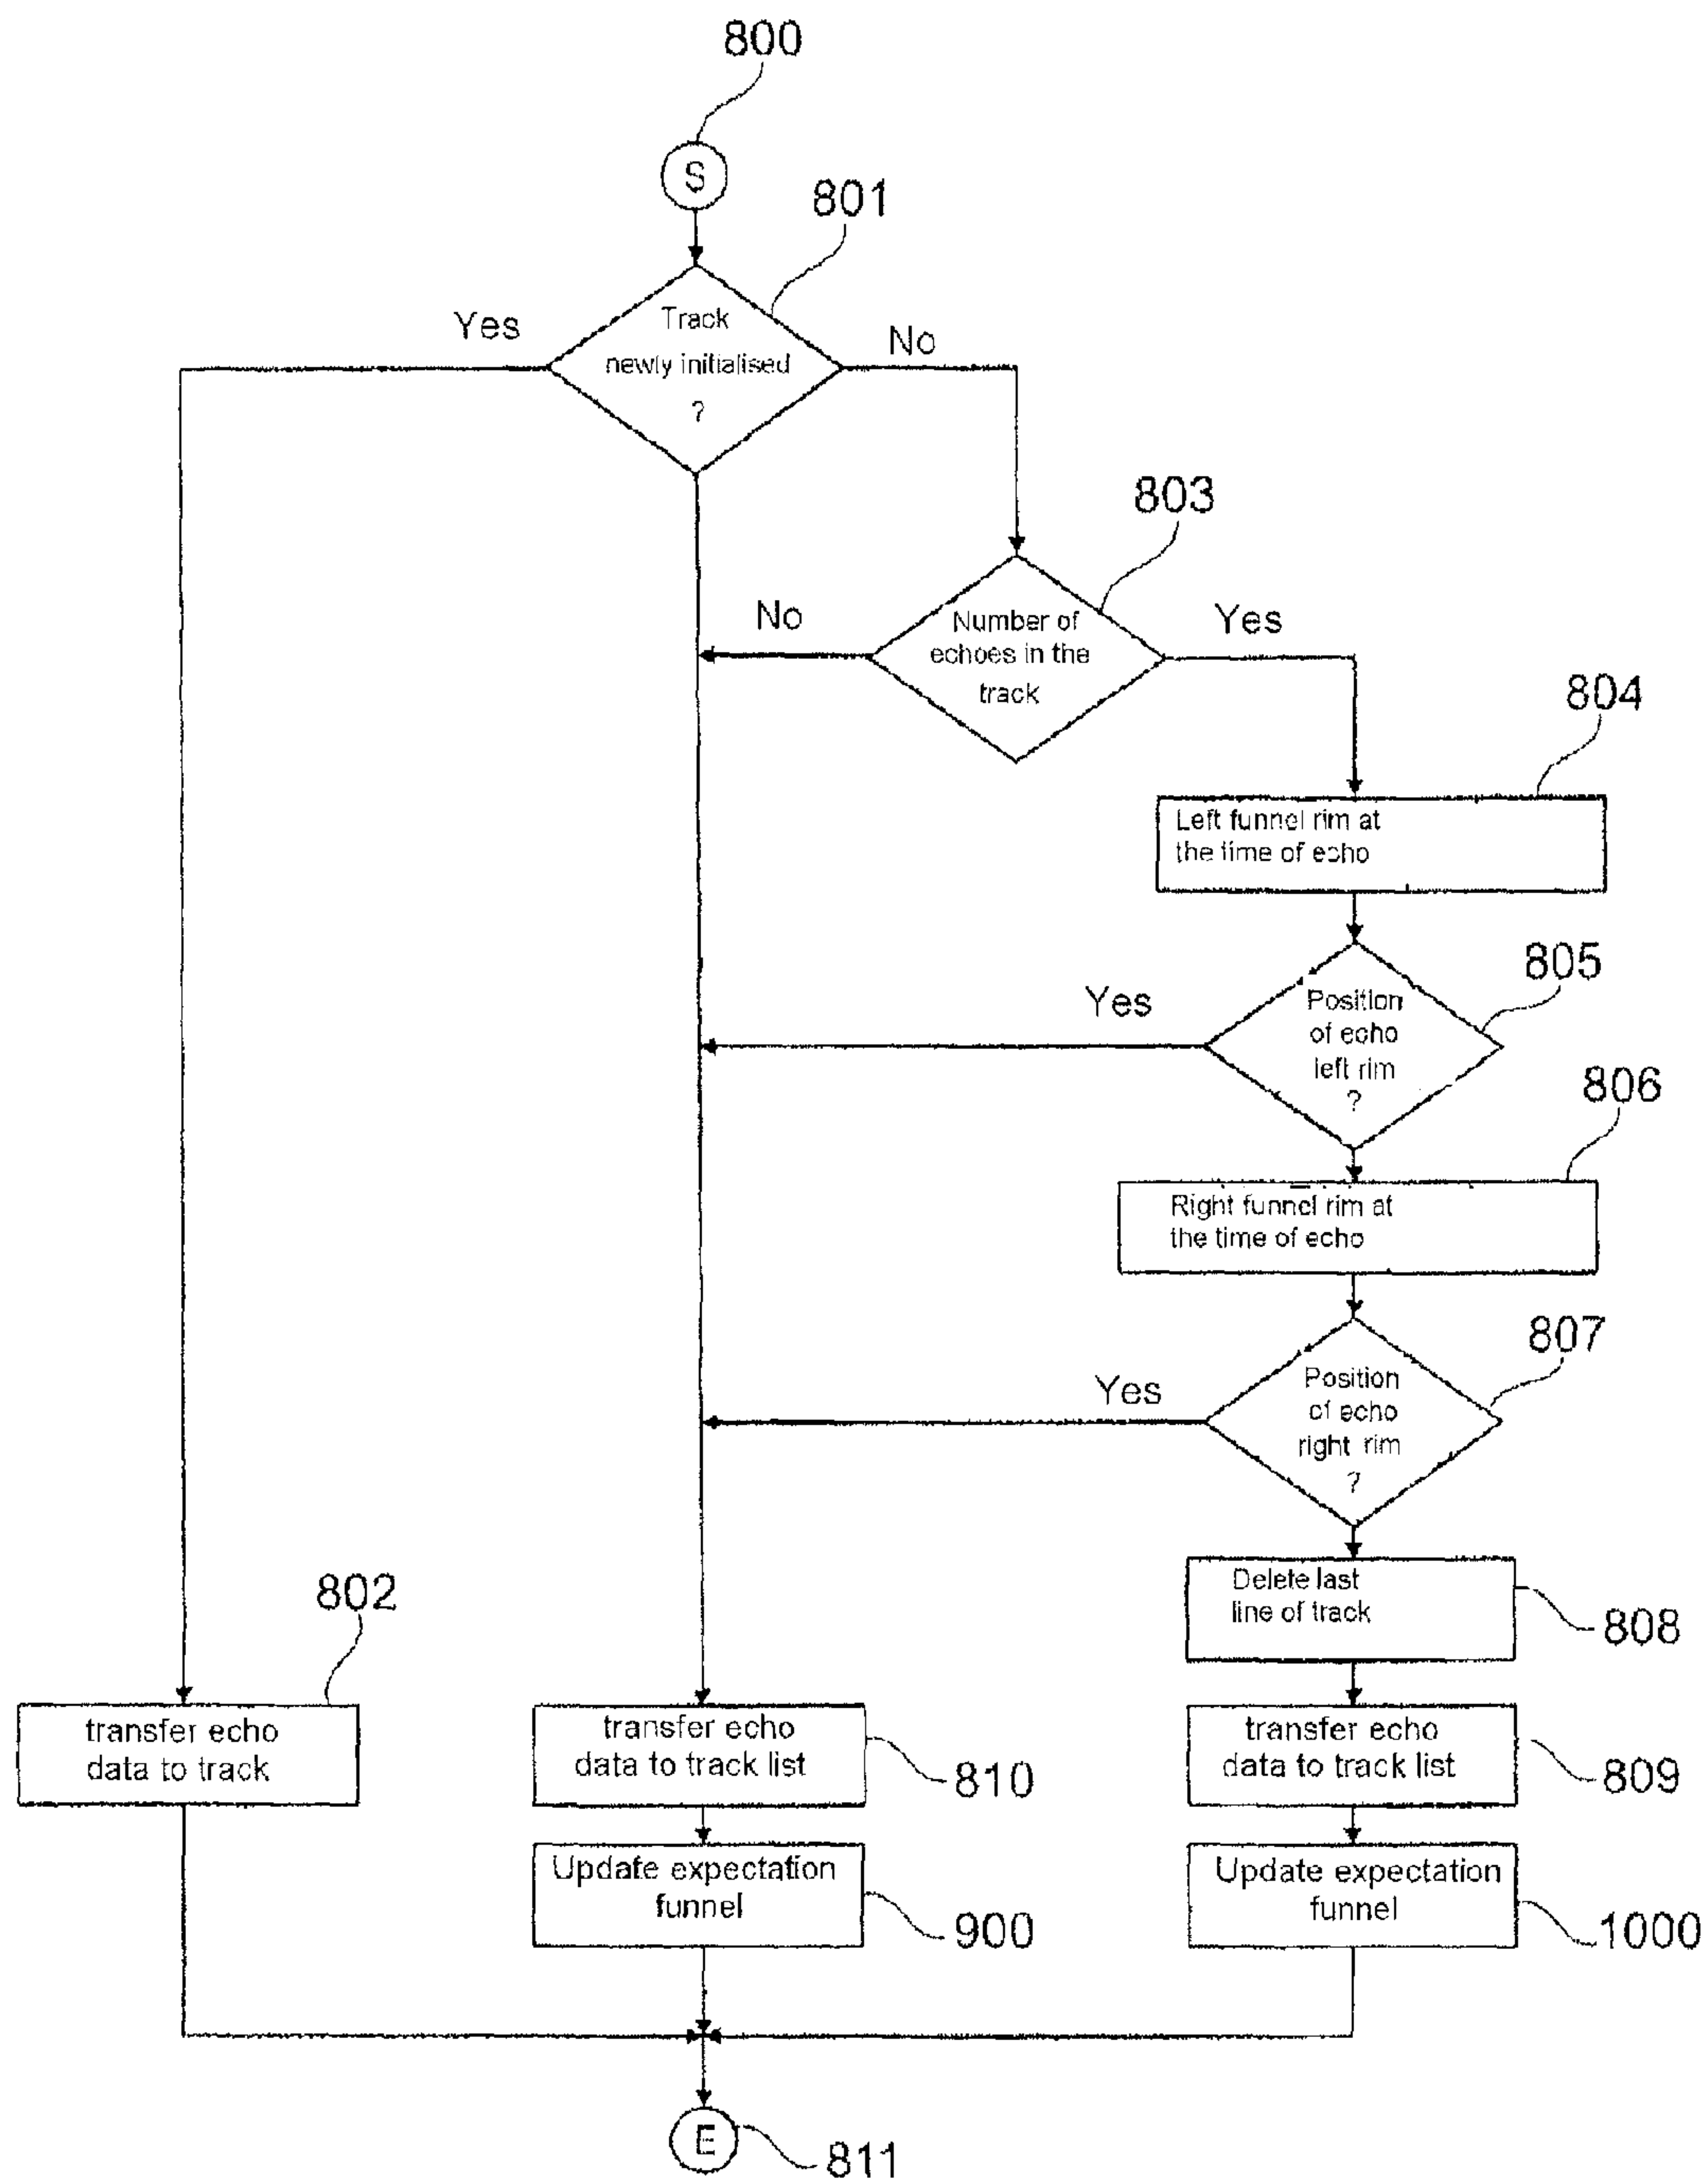 800
S
801
Yes
Track
No
newly initialised
?
803
No
Number of
Yes
echoes in the
track
804
Left funnel rim at
the time of echo
805
Yes
Position
of echo
left rim
?
806
Right funnel rim at
the time of echo
807
Yes
Position
of echo
right rim
?
802
Delete last
line of track
808
transfer echo
data to track
transfer echo
data to track list
810
transfer echo
data to track list
809
Update expectation
funnel
900
Update expectation
funnel
1000
E
811